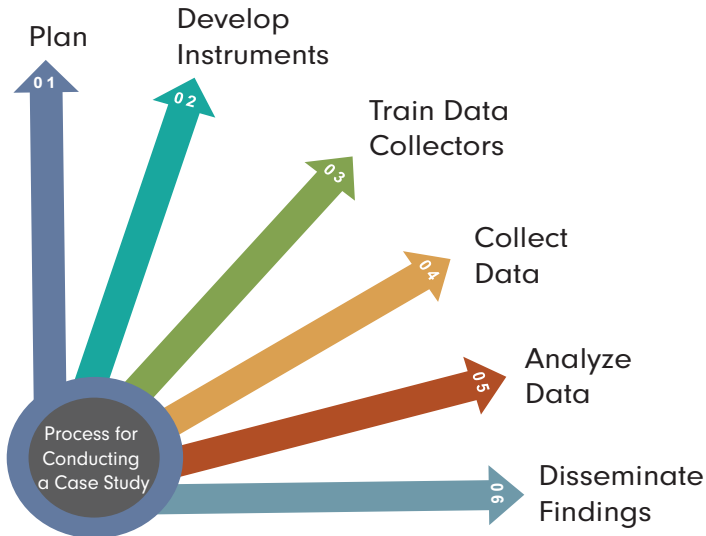 Plan
01
Develop
Instruments
02
Train Data
Collectors
03
Collect
Data
04
Analyze
Data
05
Disseminate
Findings
06
Process for
Conducting
a Case Study